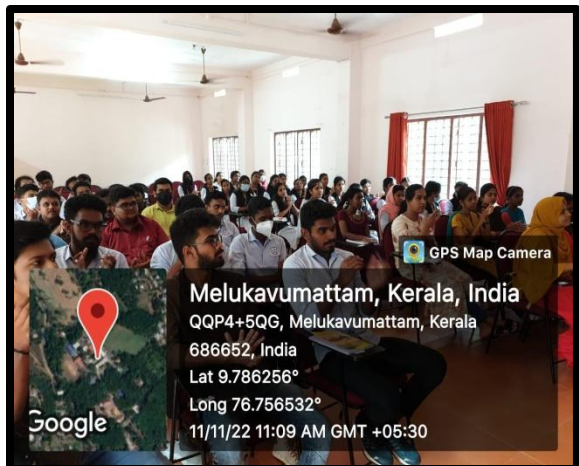 GPS Map Camera
Melukavumattam, Kerala, India
QQP4+5QG, Melukavumattam, Kerala
686652, India
Lat 9.786256°
Long 76.756532°
11/11/22 11:09 AM GMT +05:30
Google